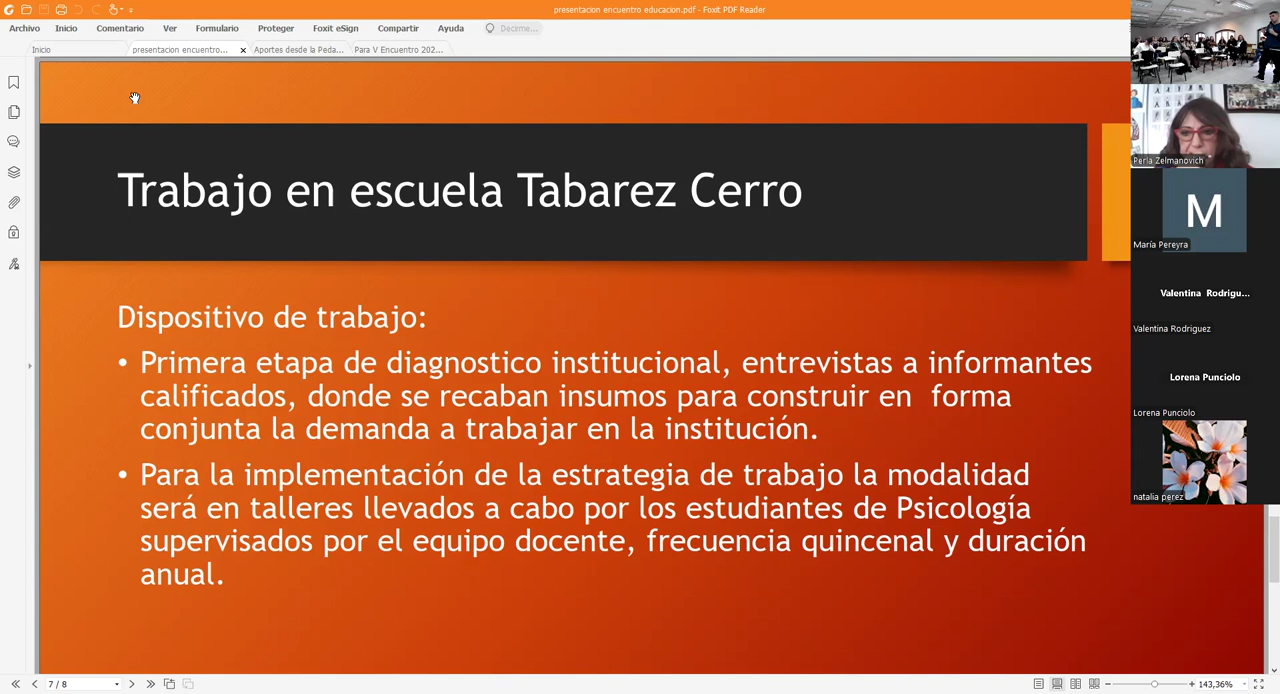 presentacion encuentro educacion.pdf - Foxit PDF Reader
Archivo Inicio Comentario Ver Formulario Proteger Foxit eSign Compartir Ayuda Decirme...
Inicio presentacion encuentro... × Aportes desde la Peda... Para V Encuentro 202...
Trabajo en escuela Tabarez Cerro
Dispositivo de trabajo:
• Primera etapa de diagnostico institucional, entrevistas a informantes
calificados, donde se recaban insumos para construir en forma
conjunta la demanda a trabajar en la institución.
• Para la implementación de la estrategia de trabajo la modalidad
será en talleres llevados a cabo por los estudiantes de Psicología
supervisados por el equipo docente, frecuencia quincenal y duración
anual.
Perla Zelmanovich
M
María Pereyra
Valentina Rodrigu...
Valentina Rodriguez
Lorena Punciolo
Lorena Punciolo
natalia perez
7 / 8
143,36%